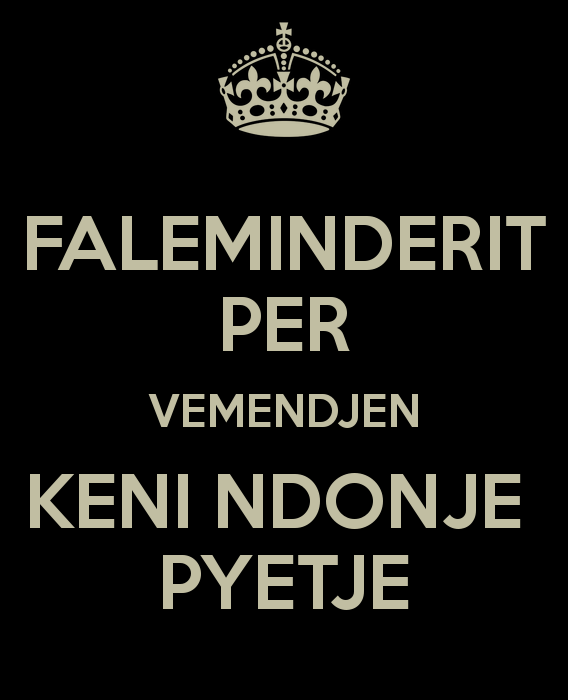 FALEMINDERIT
PER
VEMENDJEN
KENI NDONJE
PYETJE